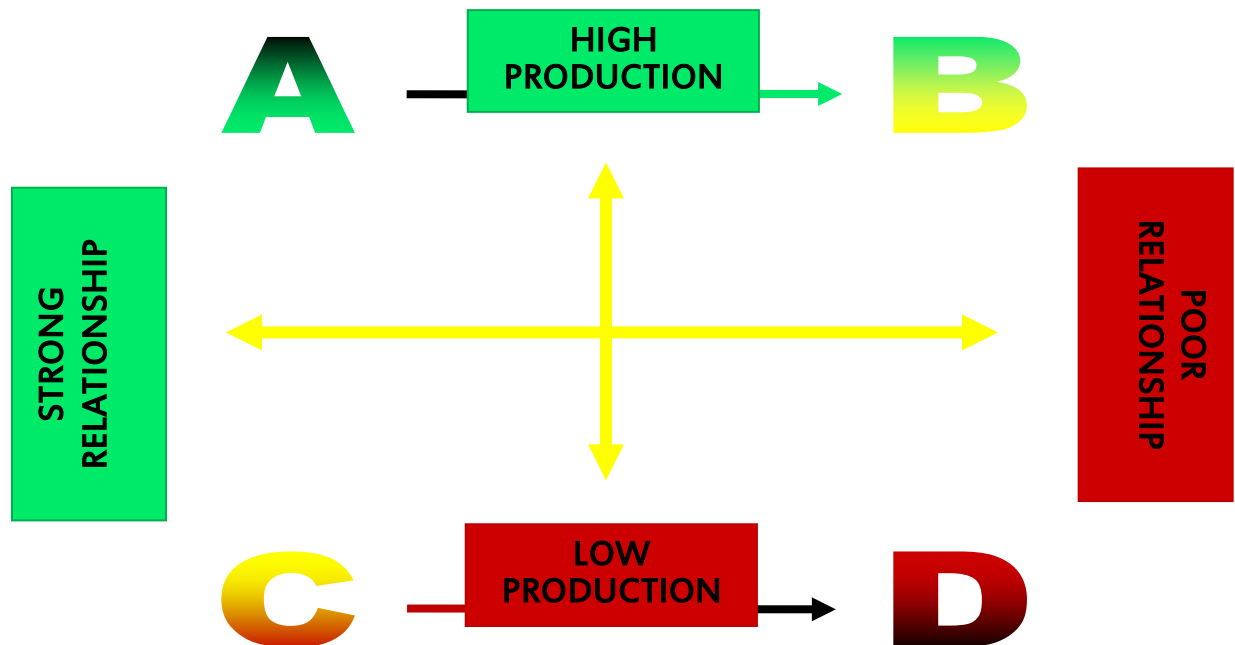 A
HIGH
PRODUCTION
B
STRONG
RELATIONSHIP
POOR
RELATIONSHIP
C
LOW
PRODUCTION
D